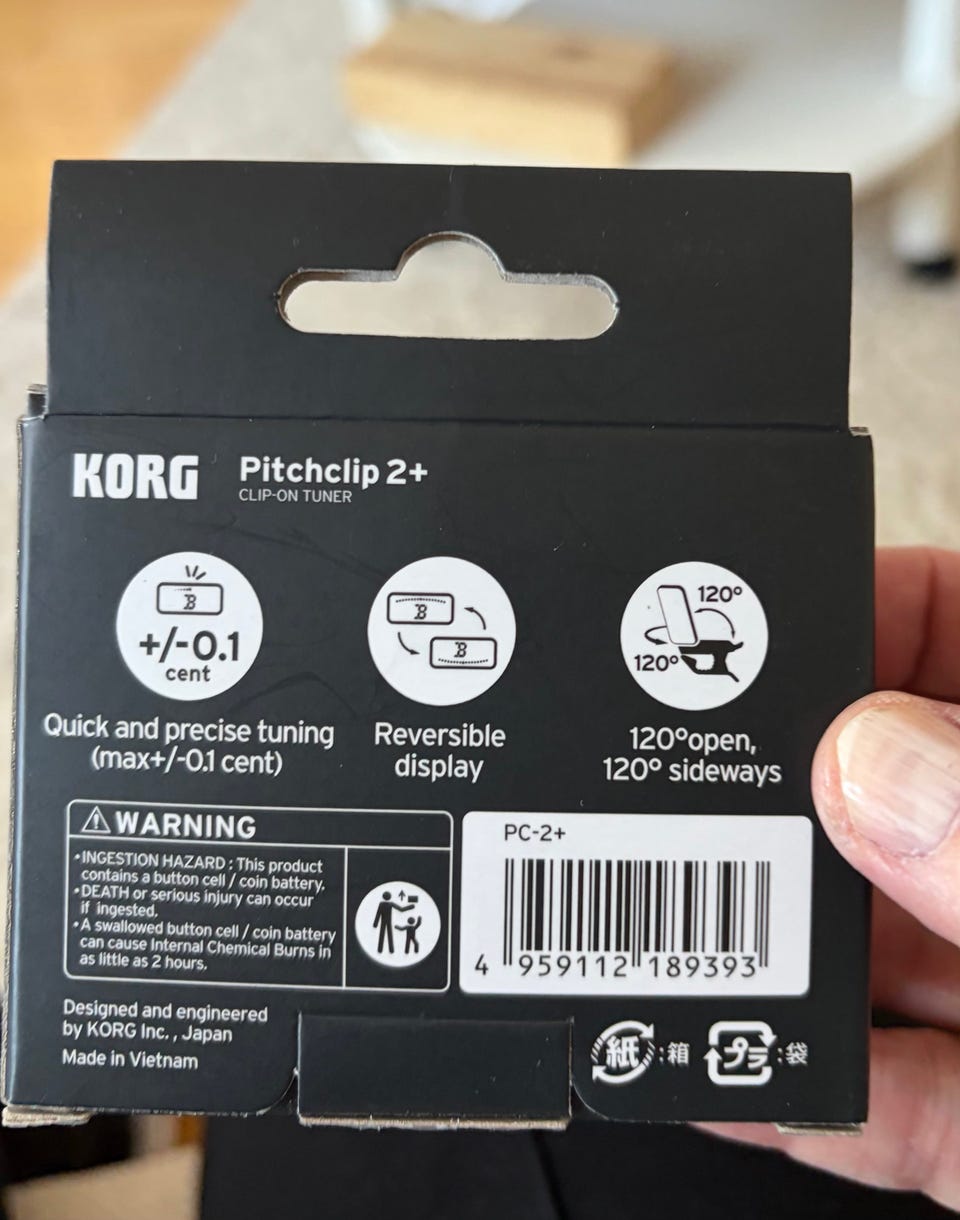 KORG Pitchclip 2+
CLIP-ON TUNER
B
+/-0.1
cent
Quick and precise tuning
(max+/-0.1 cent)
B
B
Reversible
display
120°
120°
120°open,
120° sideways
WARNING
•INGESTION HAZARD : This product
contains a button cell / coin battery.
•DEATH or serious injury can occur
if ingested.
•A swallowed button cell / coin battery
can cause Internal Chemical Burns in
as little as 2 hours.
PC-2+
4 959112 189393
Designed and engineered
by KORG Inc. , Japan
Made in Vietnam
紙:箱 プラ:袋